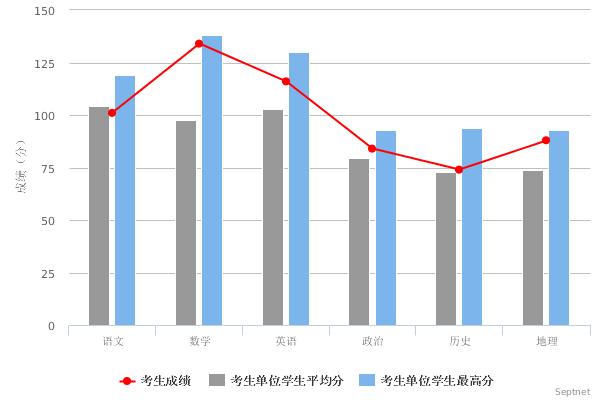 150
125
100
75
50
25
0
成绩（分）
语文 数学 英语 政治 历史 地理
考生成绩 考生单位学生平均分 考生单位学生最高分
Septnet